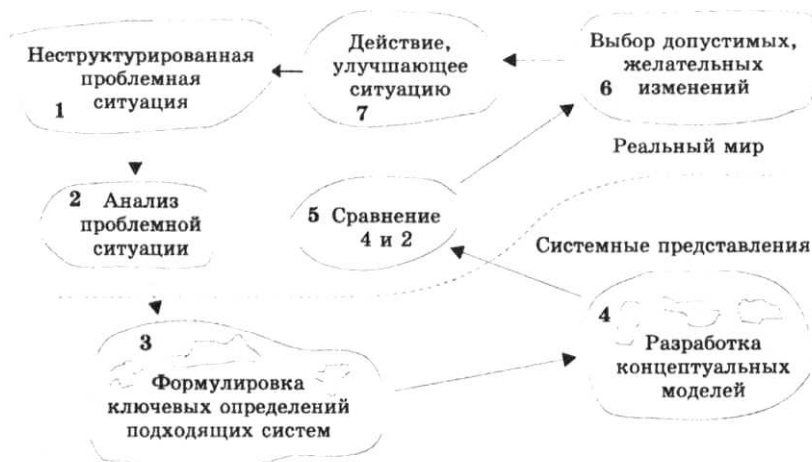 Неструктурированная
проблемная
ситуация
1
Действие,
улучшающее
ситуацию
7
Выбор допустимых,
желательных
6 изменений
Реальный мир
2 Анализ
проблемной
ситуации
5 Сравнение
4 и 2
Системные представления
3
Формулировка
ключевых определений
подходящих систем
4
Разработка
концептуальных
моделей